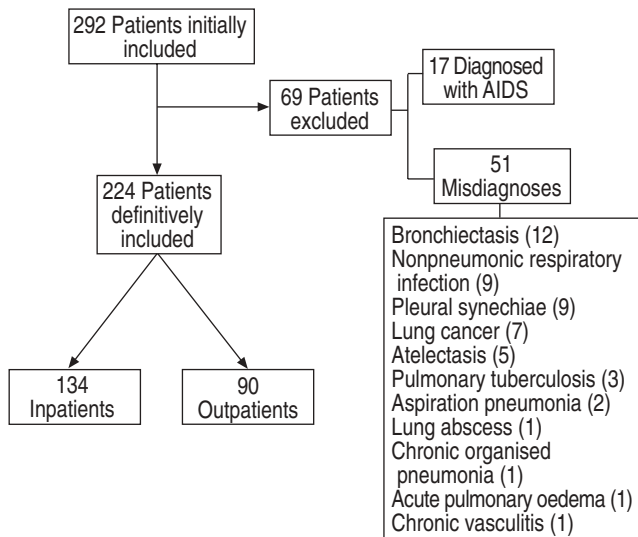 292 Patients initially
included
69 Patients
excluded
17 Diagnosed
with AIDS
51
Misdiagnoses
224 Patients
definitively
included
Bronchiectasis (12)
Nonpneumonic respiratory
infection (9)
Pleural synechiae (9)
Lung cancer (7)
Atelectasis (5)
Pulmonary tuberculosis (3)
Aspiration pneumonia (2)
Lung abscess (1)
Chronic organised
pneumonia (1)
Acute pulmonary oedema (1)
Chronic vasculitis (1)
134
Inpatients
90
Outpatients